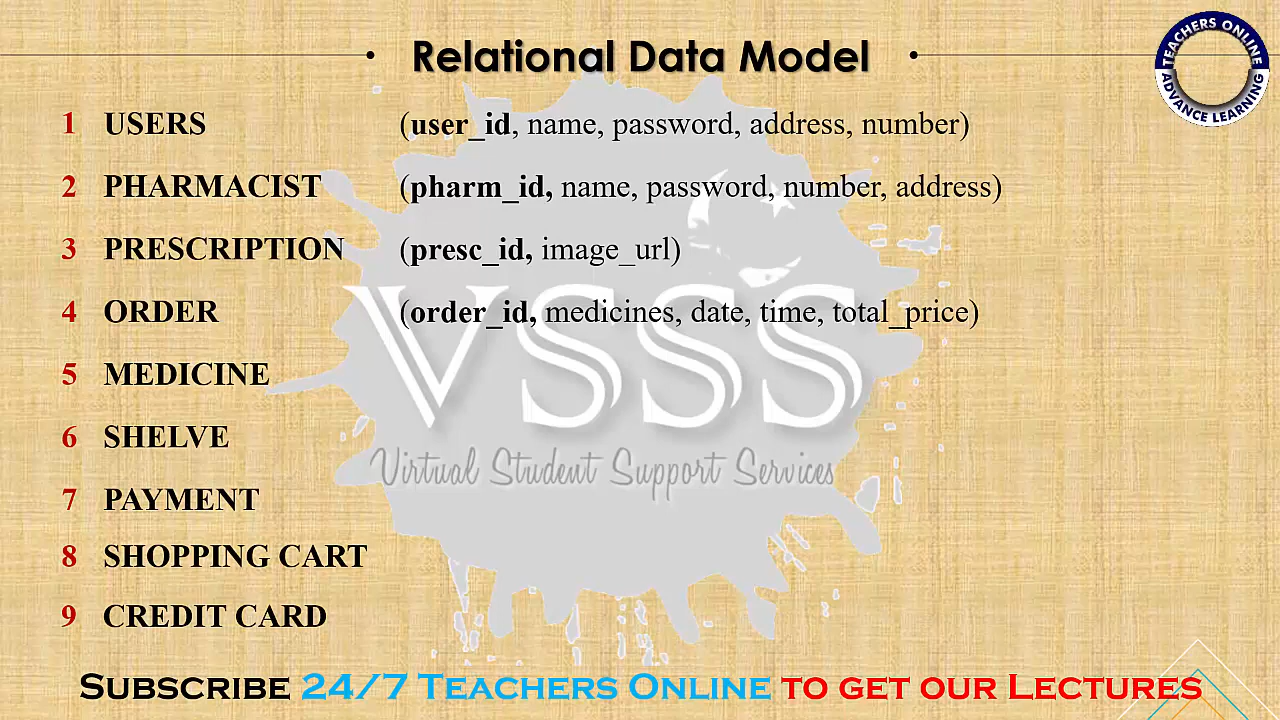 Relational Data Model
TEACHERS ONLINE
ADVANCE LEARNING
1 USERS (user_id, name, password, address, number)
2 PHARMACIST (pharm_id, name, password, number, address)
3 PRESCRIPTION (presc_id, image_url)
4 ORDER (order_id, medicines, date, time, total_price)
5 MEDICINE
6 SHELVE
7 PAYMENT
8 SHOPPING CART
9 CREDIT CARD
VSSS
Virtual Student Support Services
SUBSCRIBE 24/7 TEACHERS ONLINE TO GET OUR LECTURES